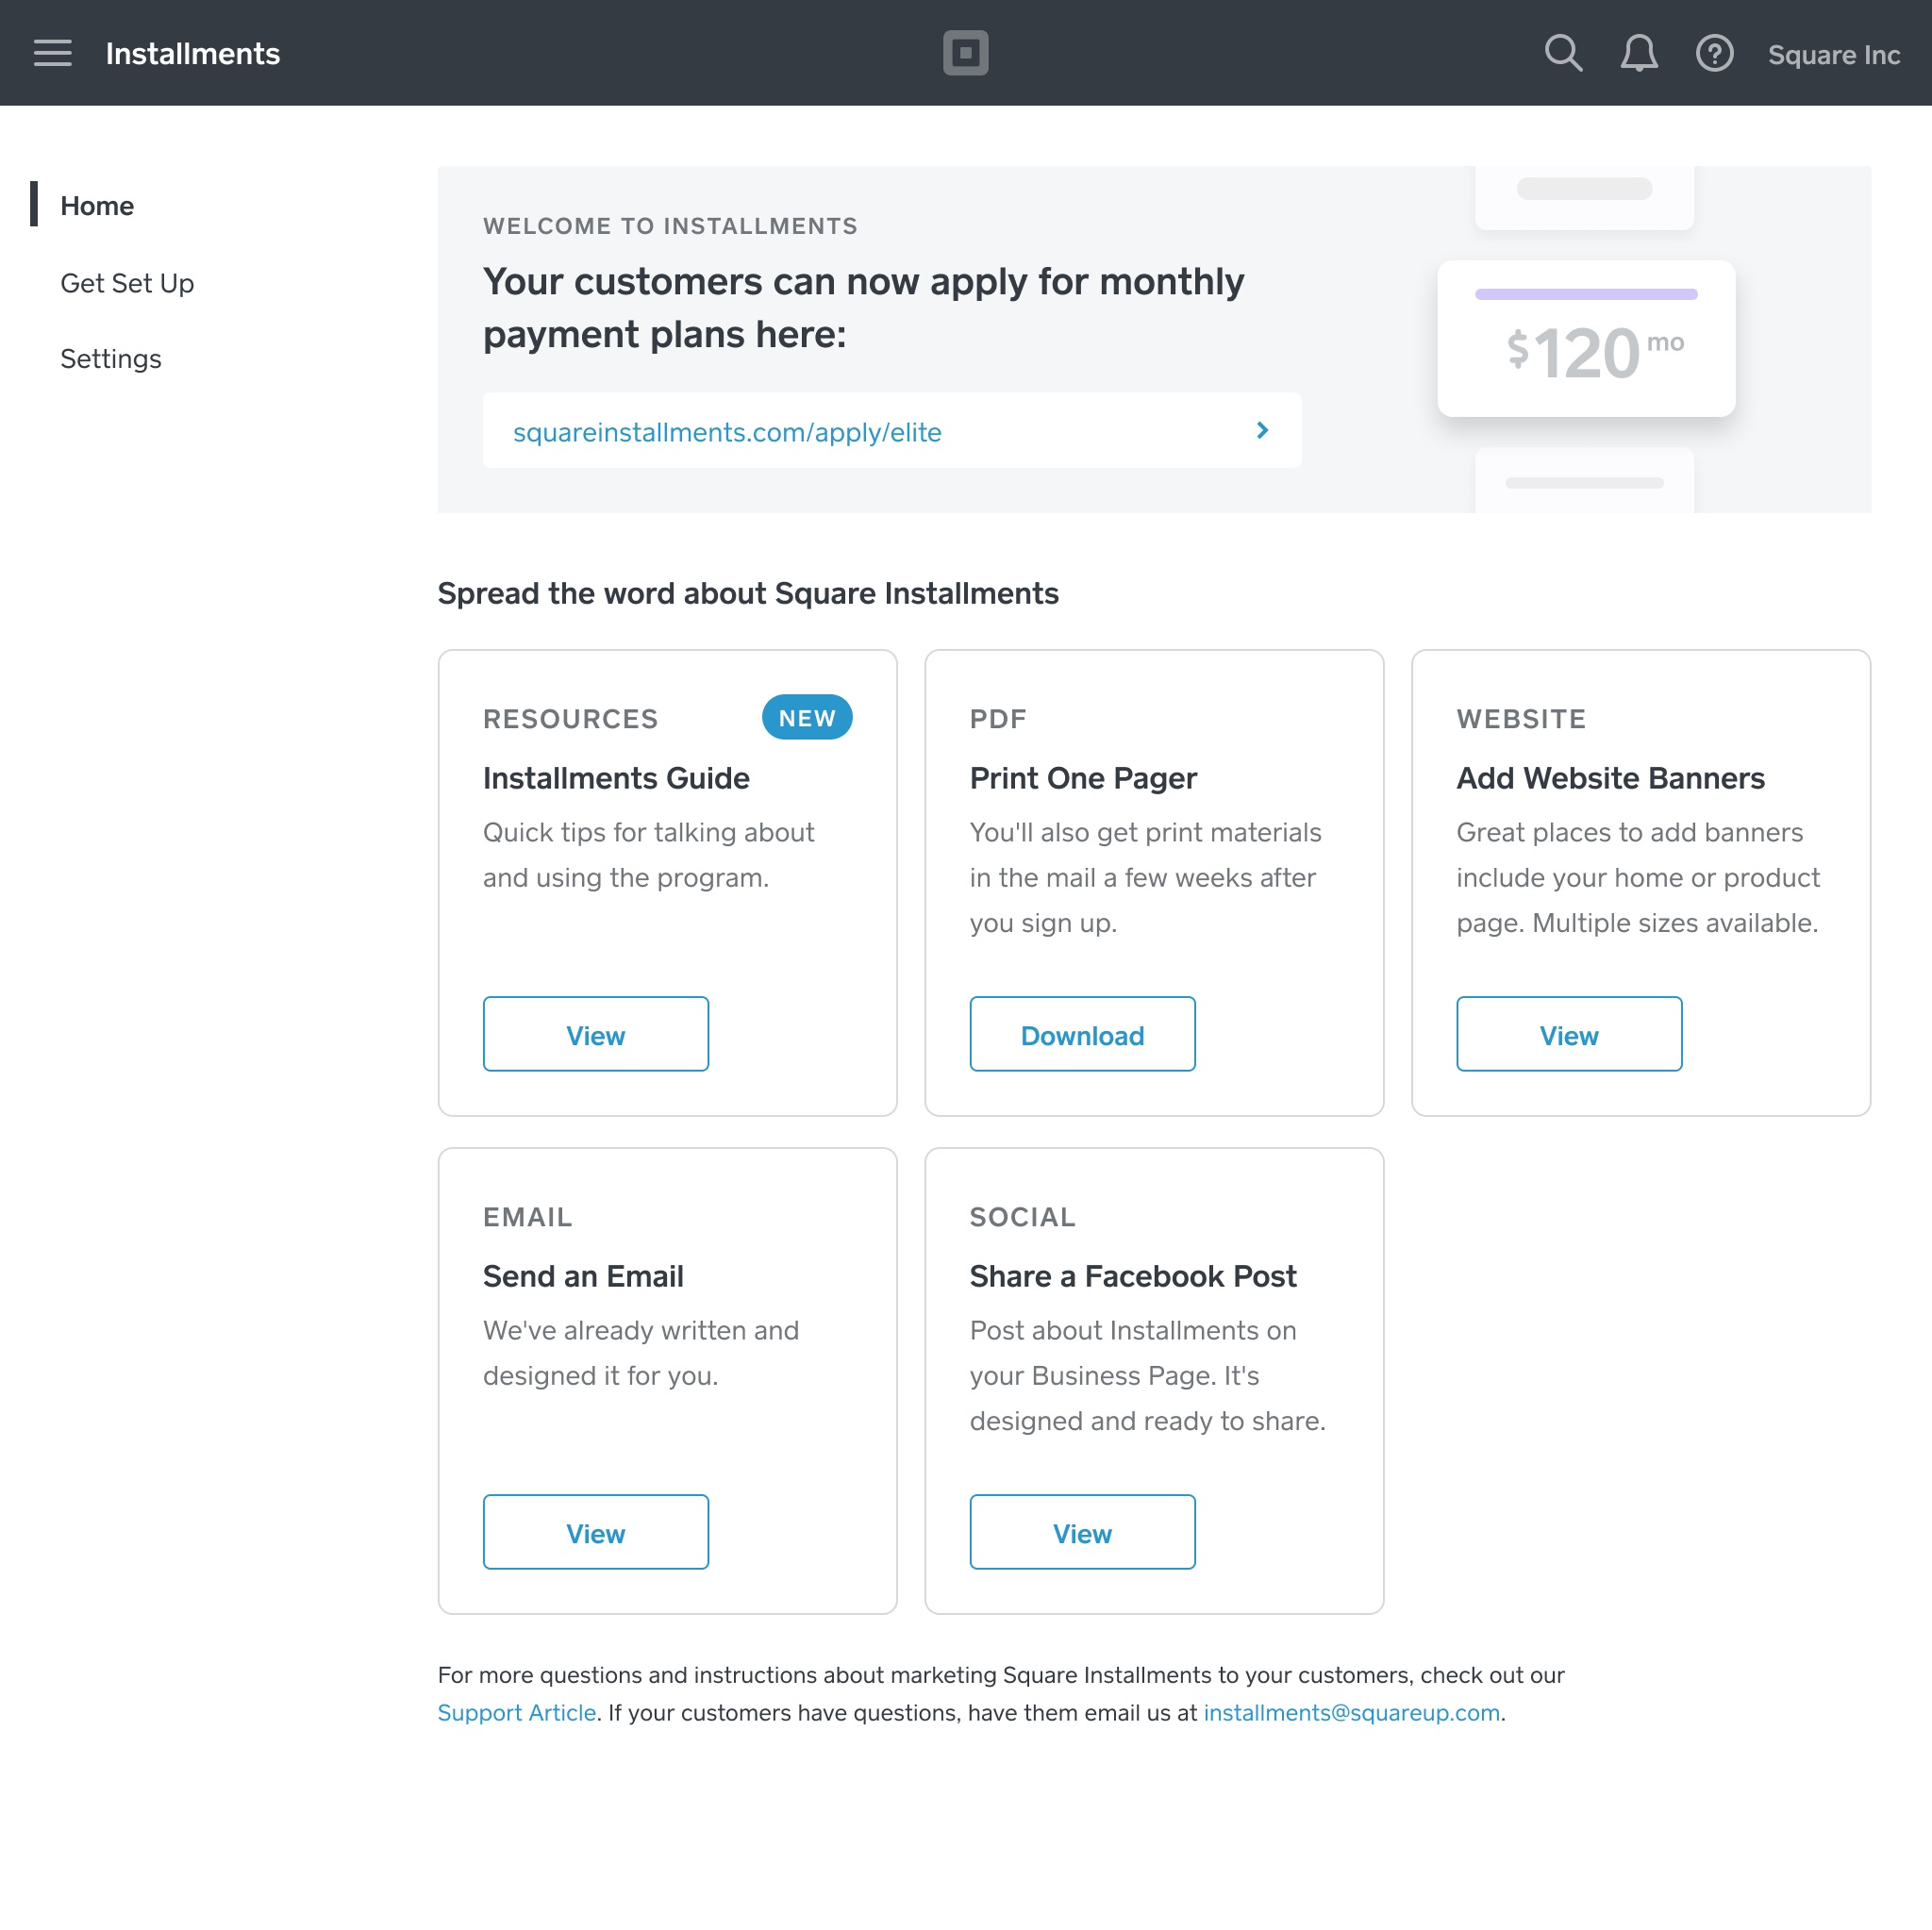 Installments
Square Inc
Home
Get Set Up
Settings
WELCOME TO INSTALLMENTS
Your customers can now apply for monthly
payment plans here:
squareinstallments.com/apply/elite
$120 mo
Spread the word about Square Installments
RESOURCES
NEW
Installments Guide
Quick tips for talking about
and using the program.
View
PDF
Print One Pager
You'll also get print materials
in the mail a few weeks after
you sign up.
Download
WEBSITE
Add Website Banners
Great places to add banners
include your home or product
page. Multiple sizes available.
View
EMAIL
Send an Email
We've already written and
designed it for you.
View
SOCIAL
Share a Facebook Post
Post about Installments on
your Business Page. It's
designed and ready to share.
View
For more questions and instructions about marketing Square Installments to your customers, check out our
Support Article. If your customers have questions, have them email us at installments@squareup.com.